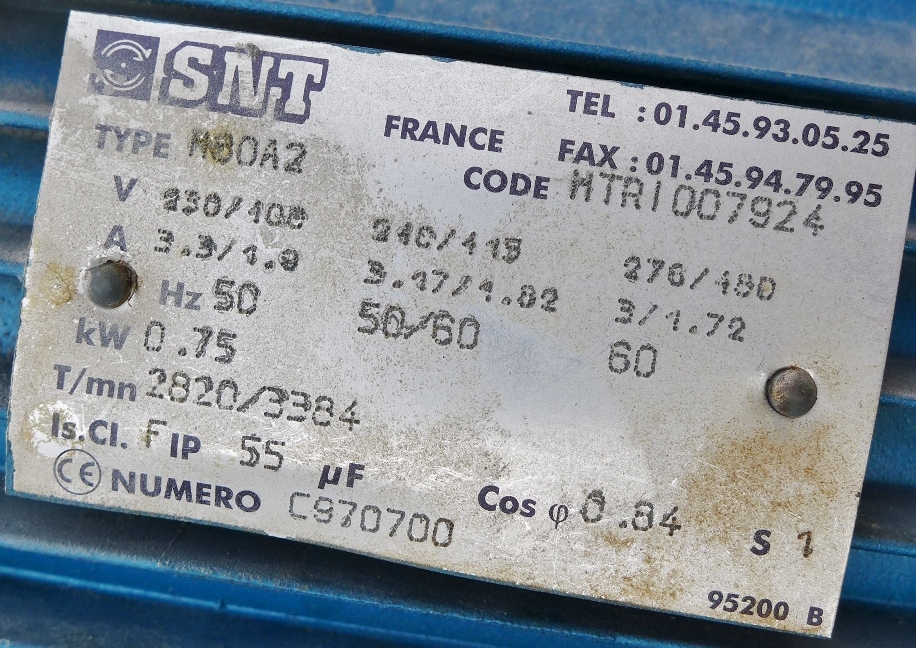 SNT
TEL : 01.45.93.05.25
FRANCE FAX : 01.45.94.79.95
TYPE M80A2 CODE MTRI007924
V 230/400 240/415 276/480
A 3.3/1.9 3.17/1.82 3/1.72
Hz 50 50/60 60
kW 0.75
T/mn 2820/3384
Is.Cl. F IP 55 µF Cos φ 0.84 S 1
CE NUMERO C970700
95200 B